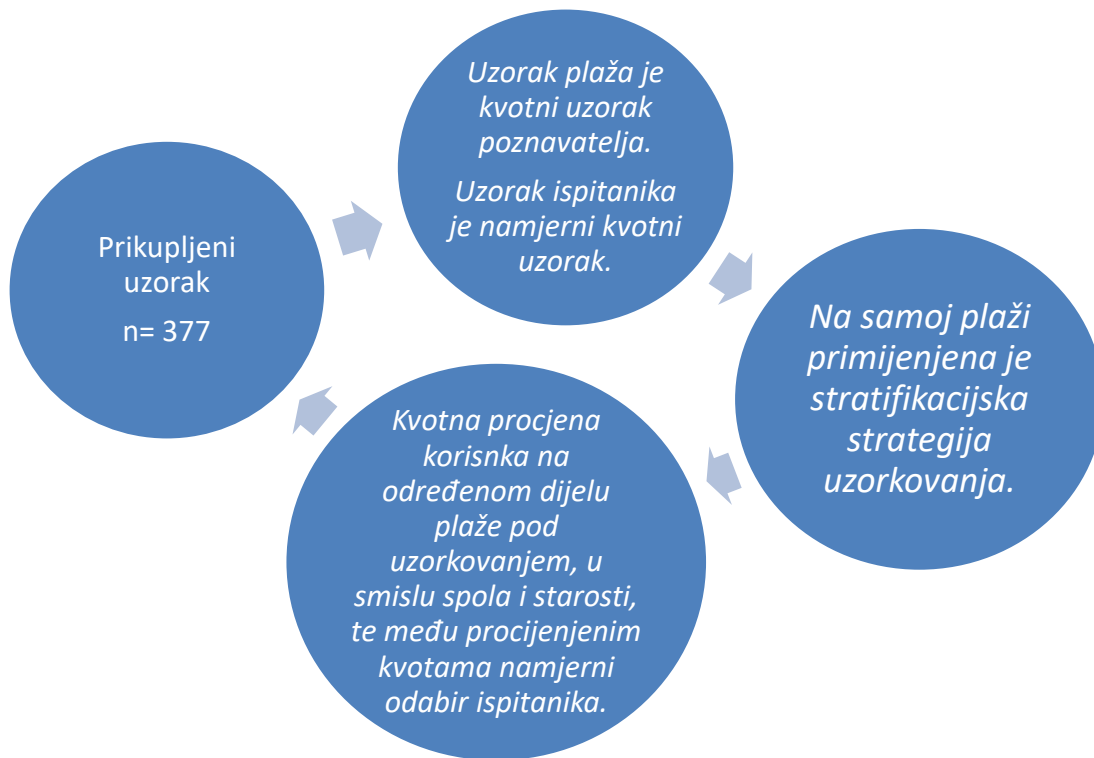 Prikupljeni
uzorak
n= 377
Uzorak plaža je
kvotni uzorak
poznavatelja.
Uzorak ispitanika
je namjerni kvotni
uzorak.
Na samoj plaži
primijenjena je
stratifikacijska
strategija
uzorkovanja.
Kvotna procjena
korisnka na
određenom dijelu
plaže pod
uzorkovanjem, u
smislu spola i starosti,
te među procijenjenim
kvotama namjerni
odabir ispitanika.